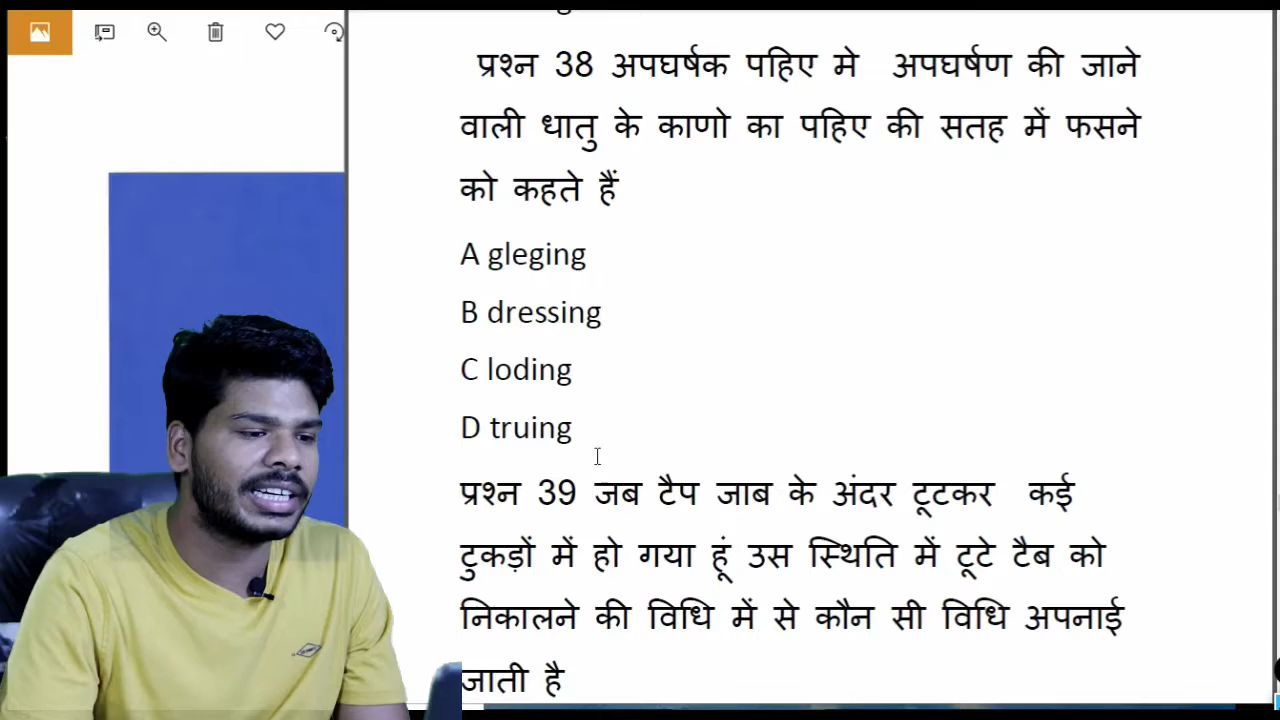 प्रश्न 38 अपघर्षक पहिए मे अपघर्षण की जाने
वाली धातु के काणो का पहिए की सतह में फसने
को कहते हैं
A gleging
B dressing
C loding
D truing
प्रश्न 39 जब टैप जाब के अंदर टूटकर कई
टुकड़ों में हो गया हूं उस स्थिति में टूटे टैब को
निकालने की विधि में से कौन सी विधि अपनाई
जाती है